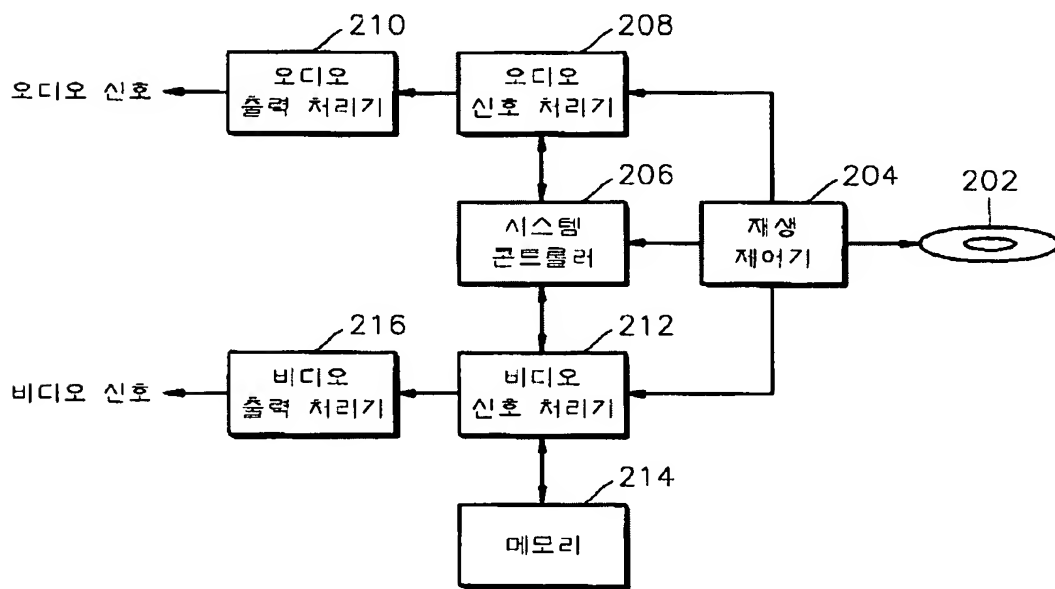 210
208
오디오 신호
오디오
출력 처리기
오디오
신호 처리기
206
204
202
시스템
콘트롤러
재생
제어기
216
212
비디오 신호
비디오
출력 처리기
비디오
신호 처리기
214
메모리